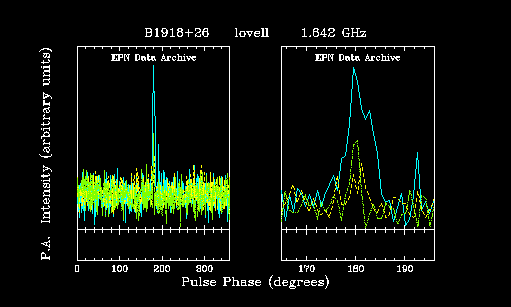 B1918+26 lovell 1.642 GHz
EPN Data Archive EPN Data Archive
P.A. Intensity (arbitrary units)
0 100 200 300 170 180 190
Pulse Phase (degrees)